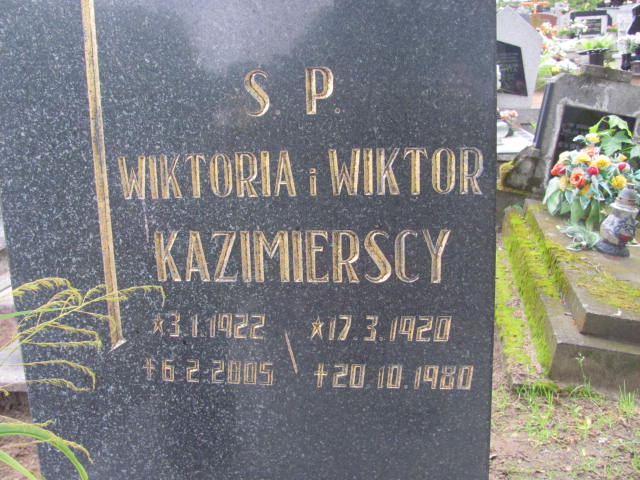 S. P.
WIKTORIA i WIKTOR
KAZIMIERSCY
*3.1.1922 \ *17.3.1920
†6.2.2005 †20.10.1980